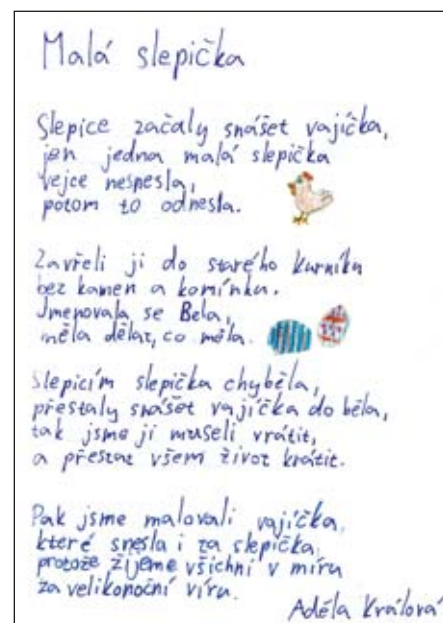 Malá slepička
Slepice začaly snášet vajíčka,
jen jedna malá slepička
vejce nesnesla,
potom to odnesla.
Zavřeli ji do starého kurníku
bez kamen a komínka.
Jmenovala se Bela,
měla dělat, co měla.
Slepicím slepička chyběla,
přestaly snášet vajíčka do běla,
tak jsme ji museli vrátit,
a přestat všem život krátit.
Pak jsme malovali vajíčka,
které snesla i za slepička,
protože žijeme všichni v míru
za velikonoční víru.
Adéla Králová